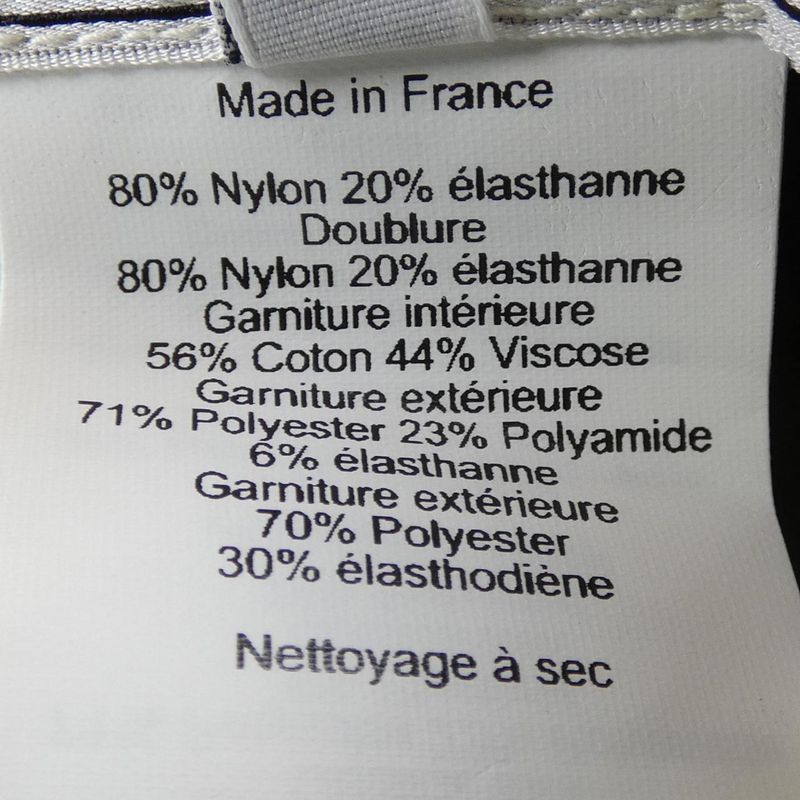 Made in France
80% Nylon 20% élasthanne
Doublure
80% Nylon 20% élasthanne
Garniture intérieure
56% Coton 44% Viscose
Garniture extérieure
71% Polyester 23% Polyamide
6% élasthanne
Garniture extérieure
70% Polyester
30% élasthodiène
Nettoyage à sec